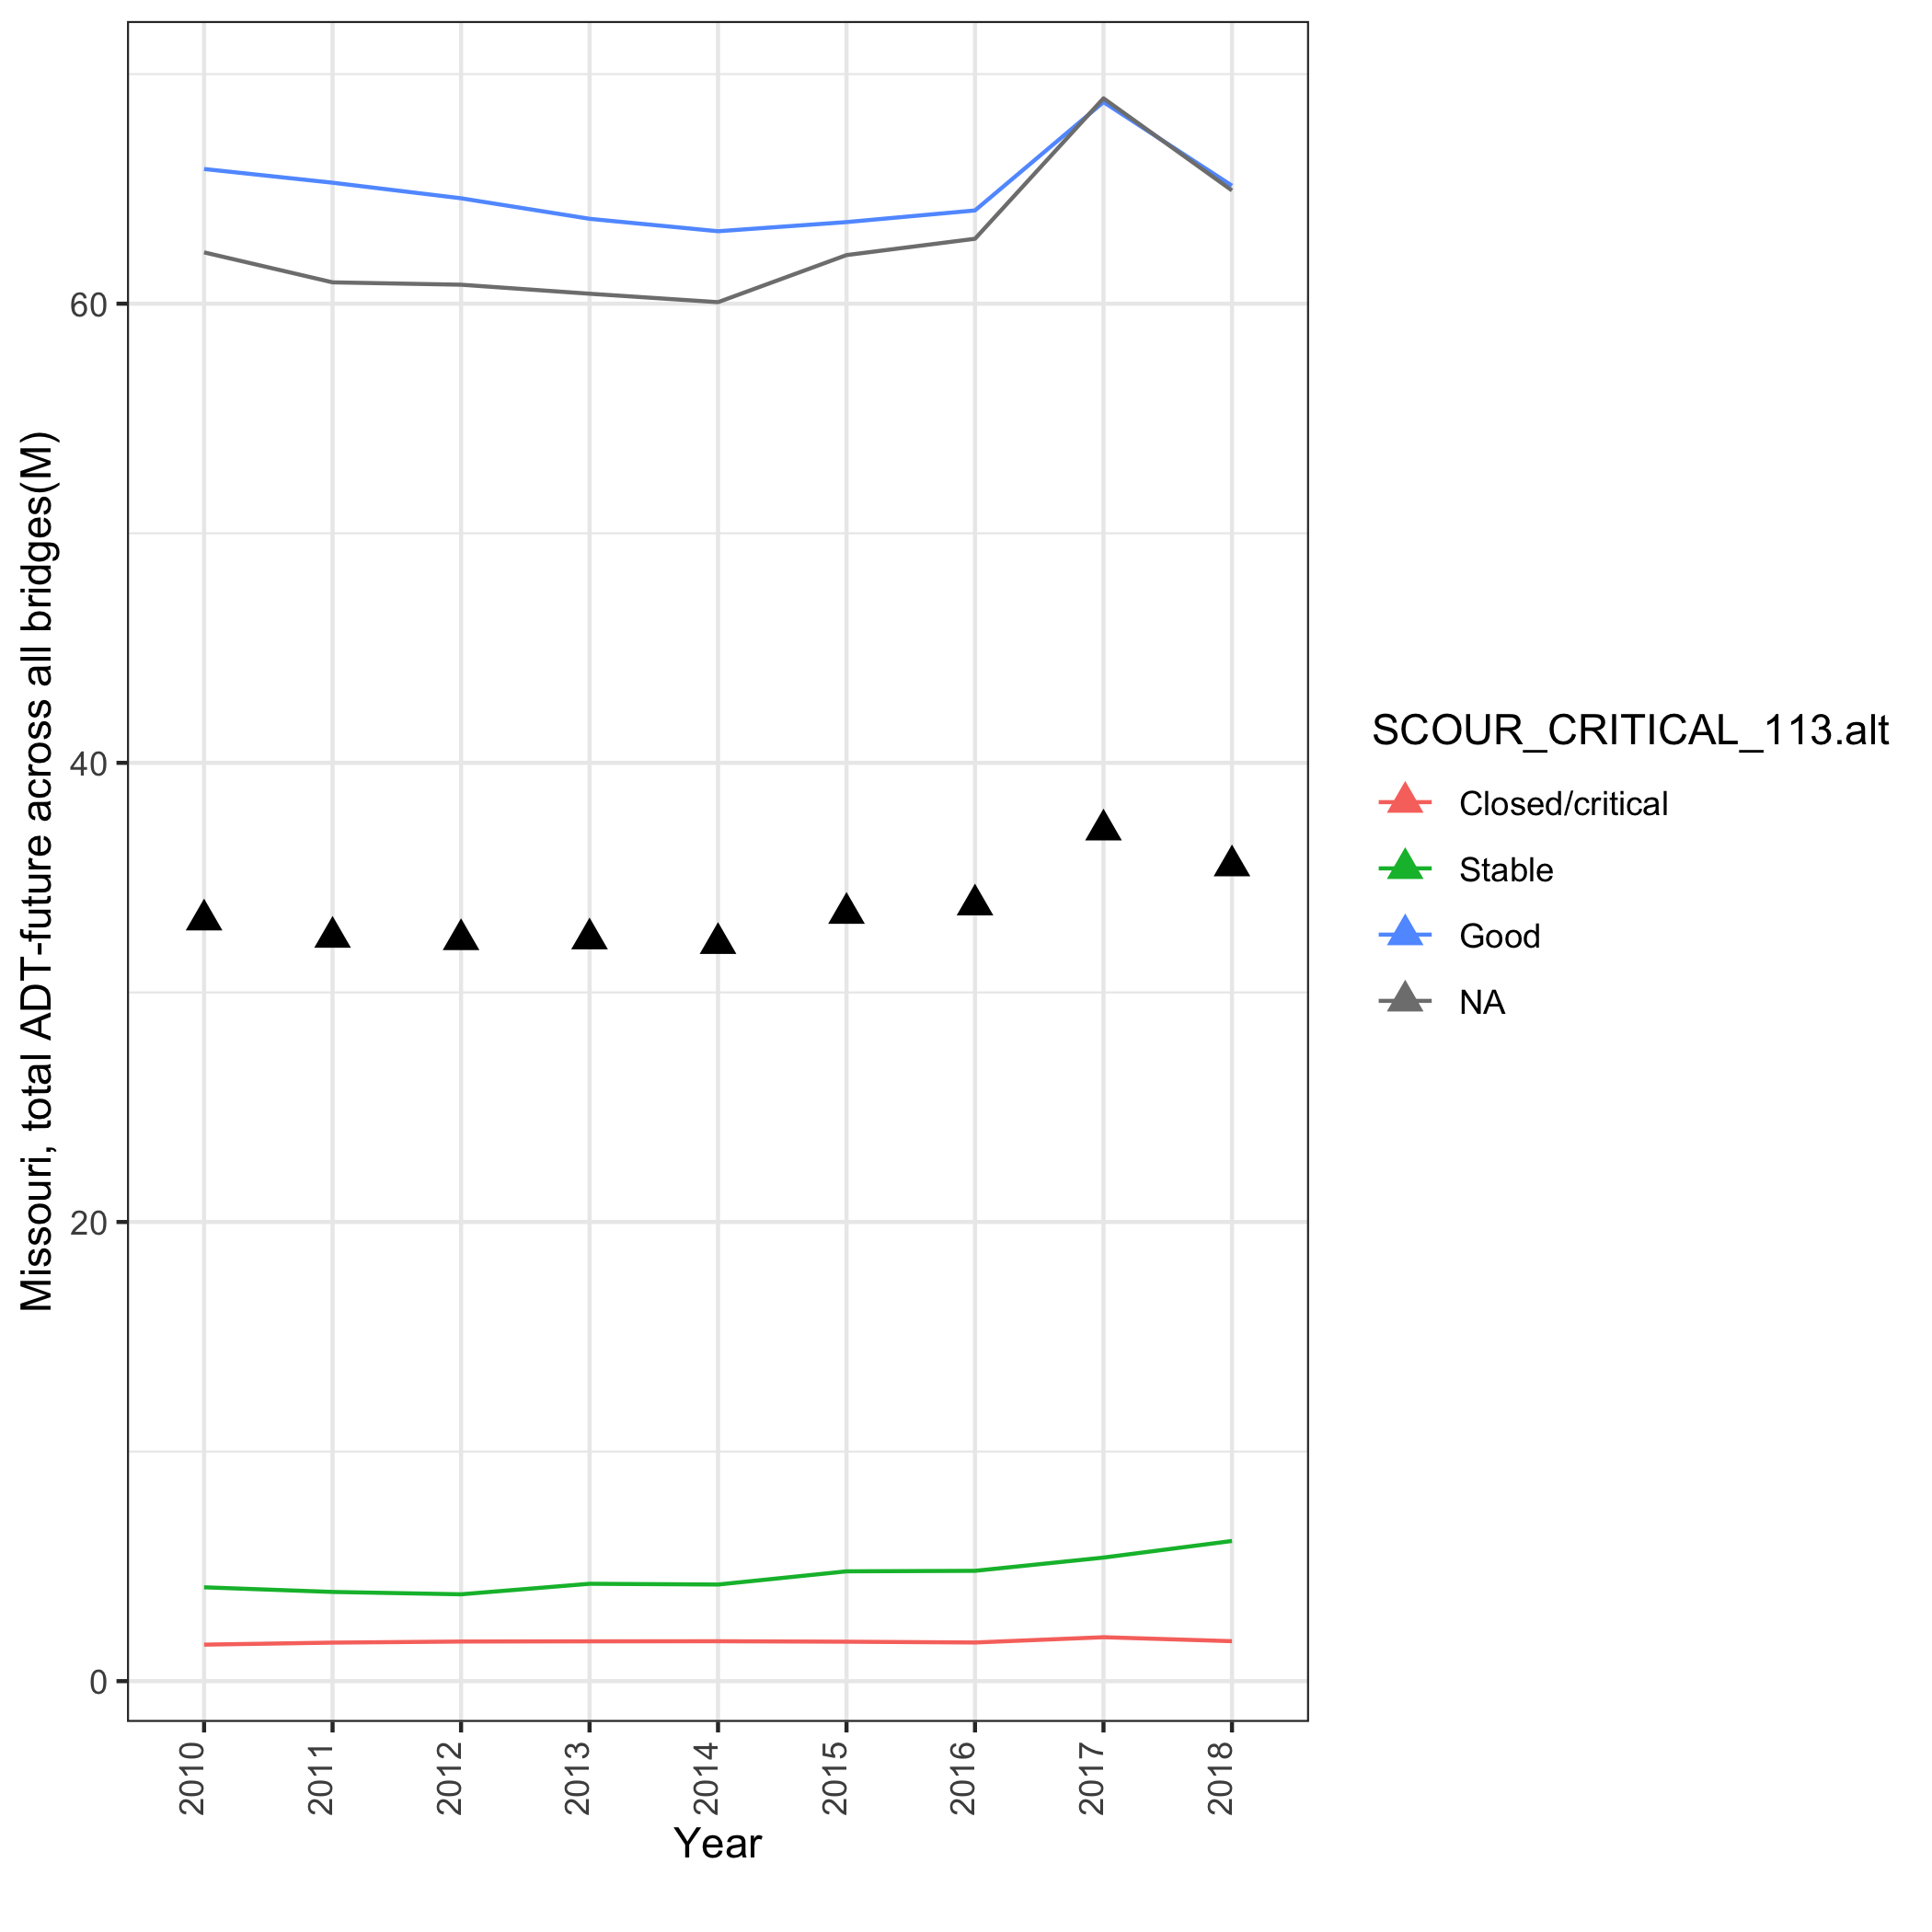 Missouri, total ADT-future across all bridges(M)
60
40
20
0
2010
2011
2012
2013
2014
2015
2016
2017
2018
Year
SCOUR_CRITICAL_113.alt
Closed/critical
Stable
Good
NA